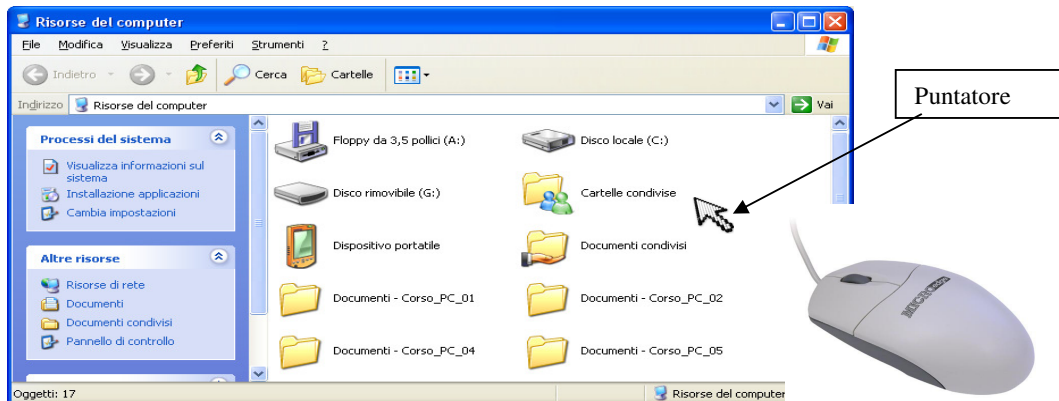 Risorse del computer
File Modifica Visualizza Preferiti Strumenti ?
Indietro Cerca Cartelle
Indirizzo Risorse del computer Vai
Puntatore
Processi del sistema
Visualizza informazioni sul
sistema
Installazione applicazioni
Cambia impostazioni
Altre risorse
Risorse di rete
Documenti
Documenti condivisi
Pannello di controllo
Floppy da 3,5 pollici (A:) Disco locale (C:)
Disco rimovibile (G:) Cartelle condivise
Dispositivo portatile Documenti condivisi
Documenti - Corso_PC_01 Documenti - Corso_PC_02
Documenti - Corso_PC_04 Documenti - Corso_PC_05
Oggetti: 17 Risorse del computer